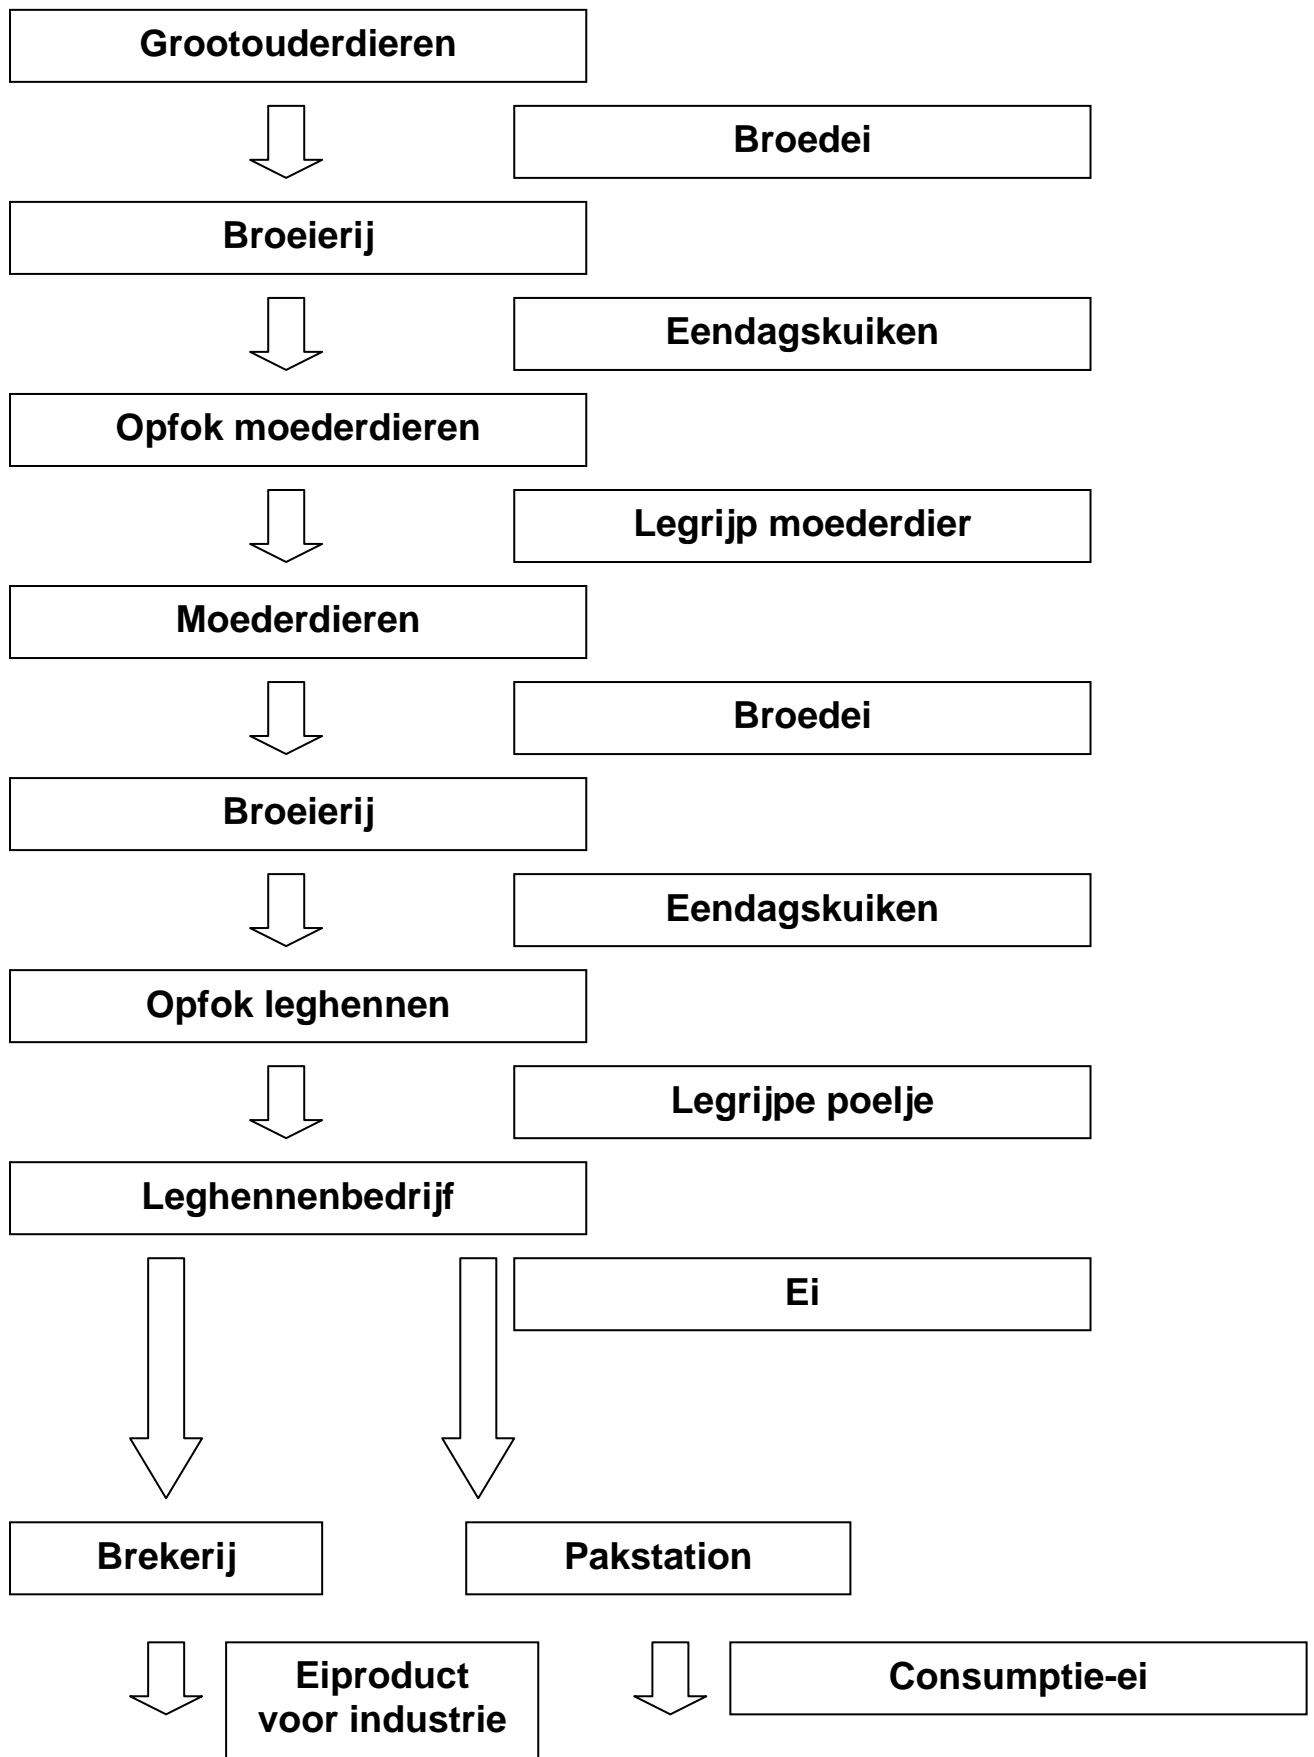 Grootouderdieren
Broedei
Broeierij
Eendagskuiken
Opfok moederdieren
Legrijp moederdier
Moederdieren
Broedei
Broeierij
Eendagskuiken
Opfok leghennen
Legrijpe poelje
Leghennenbedrijf
Ei
Brekerij
Pakstation
Eiproduct
voor industrie
Consumptie-ei